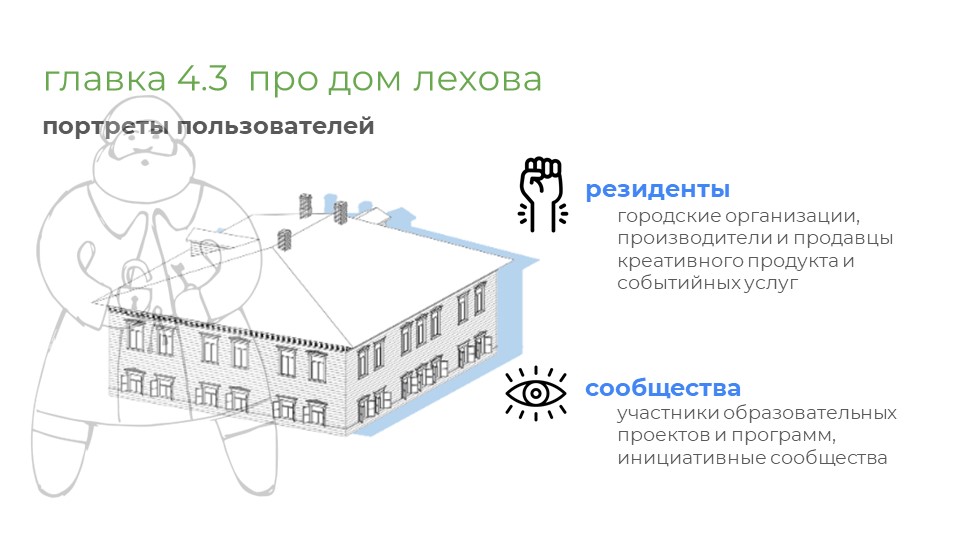 главка 4.3 про дом лехова
портреты пользователей
резиденты
городские организации,
производители и продавцы
креативного продукта и
событийных услуг
сообщества
участники образовательных
проектов и программ,
инициативные сообщества